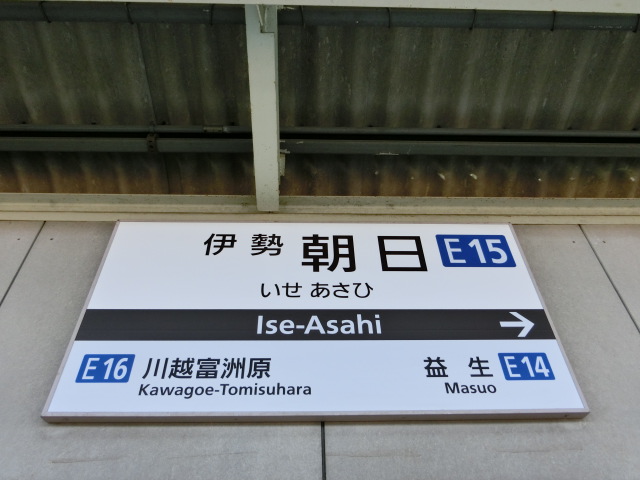 伊勢 朝日 E15
いせ あさひ
Ise-Asahi →
E16 川越富洲原 益生 E14
Kawagoe-Tomisuhara Masuo